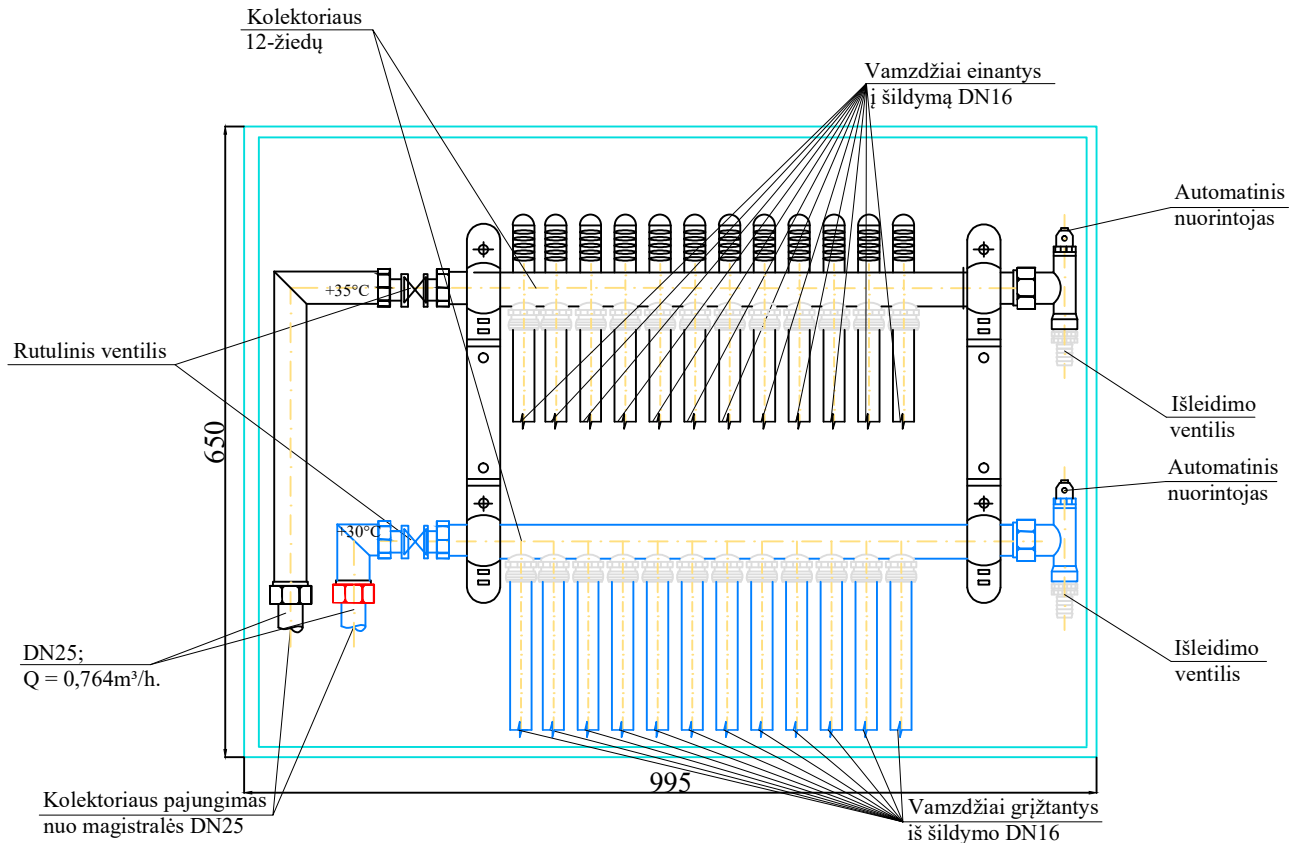 Kolektoriaus
12-žiedų
Vamzdžiai einantys
į šildymą DN16
Automatinis
nuorintojas
+35°C
Rutulinis ventilis
650
Išleidimo
ventilis
Automatinis
nuorintojas
+30°C
DN25;
Q = 0,764m³/h.
Išleidimo
ventilis
995
Kolektoriaus pajungimas
nuo magistralės DN25
Vamzdžiai grįžtantys
iš šildymo DN16